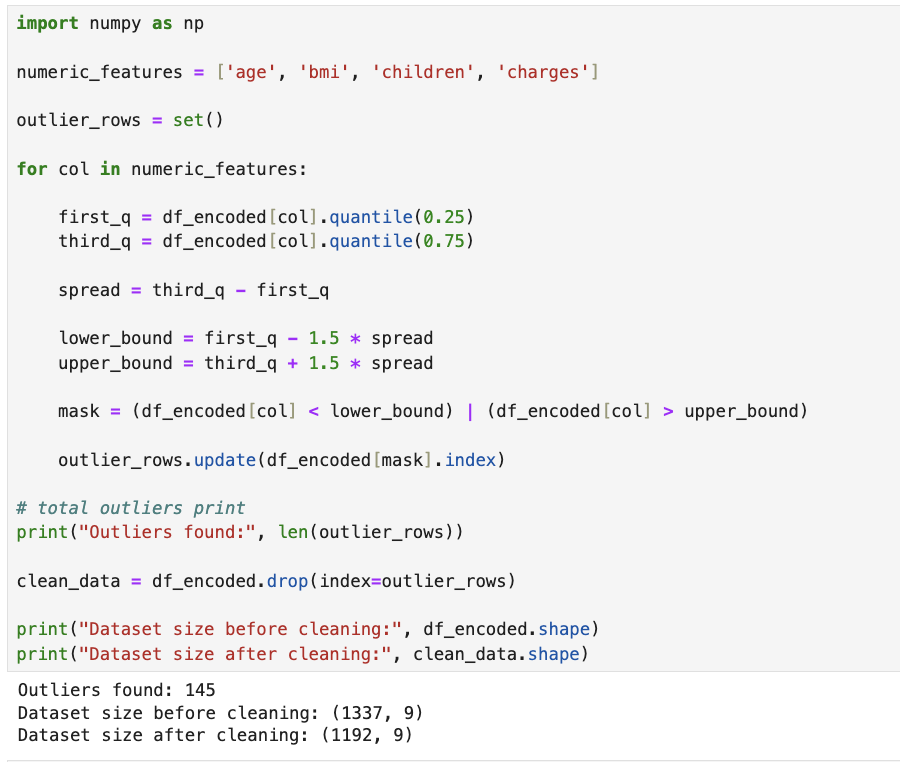 import numpy as np
numeric_features = ['age', 'bmi', 'children', 'charges']
outlier_rows = set()
for col in numeric_features:
    first_q = df_encoded[col].quantile(0.25)
    third_q = df_encoded[col].quantile(0.75)
    spread = third_q - first_q
    lower_bound = first_q - 1.5 * spread
    upper_bound = third_q + 1.5 * spread
    mask = (df_encoded[col] < lower_bound) | (df_encoded[col] > upper_bound)
    outlier_rows.update(df_encoded[mask].index)
# total outliers print
print("Outliers found:", len(outlier_rows))
clean_data = df_encoded.drop(index=outlier_rows)
print("Dataset size before cleaning:", df_encoded.shape)
print("Dataset size after cleaning:", clean_data.shape)
Outliers found: 145
Dataset size before cleaning: (1337, 9)
Dataset size after cleaning: (1192, 9)